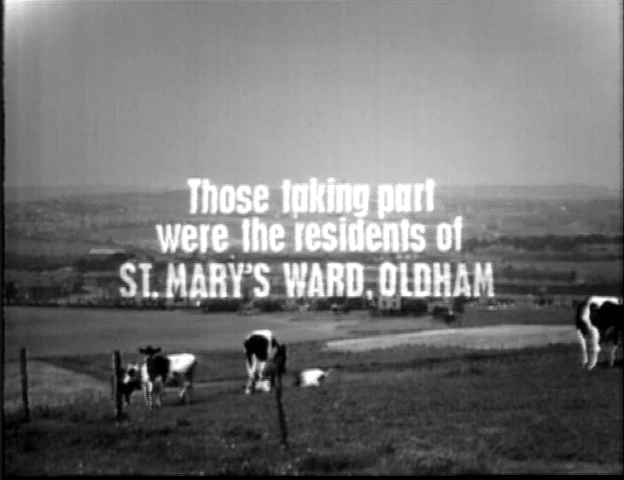 Those taking part
were the residents of
ST. MARY'S WARD, OLDHAM